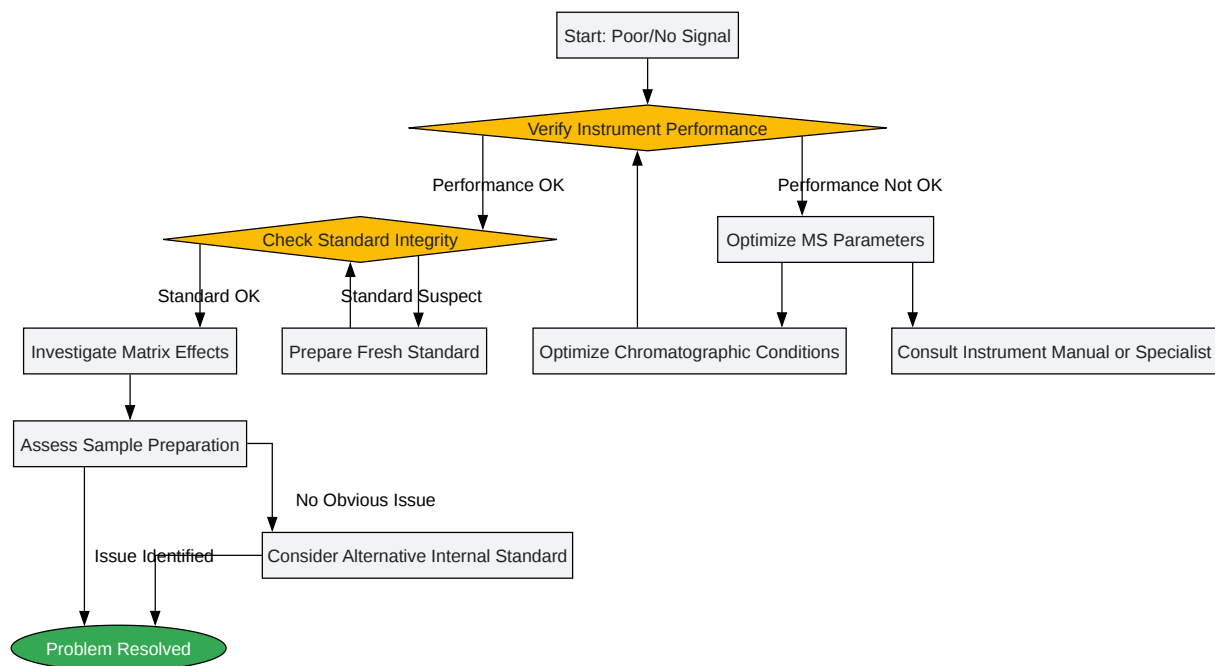 Start: Poor/No Signal
Verify Instrument Performance
Performance OK
Performance Not OK
Check Standard Integrity
Optimize MS Parameters
Standard OK
Standard Suspect
Investigate Matrix Effects
Prepare Fresh Standard
Optimize Chromatographic Conditions
Consult Instrument Manual or Specialist
Assess Sample Preparation
No Obvious Issue
Issue Identified
Consider Alternative Internal Standard
Problem Resolved